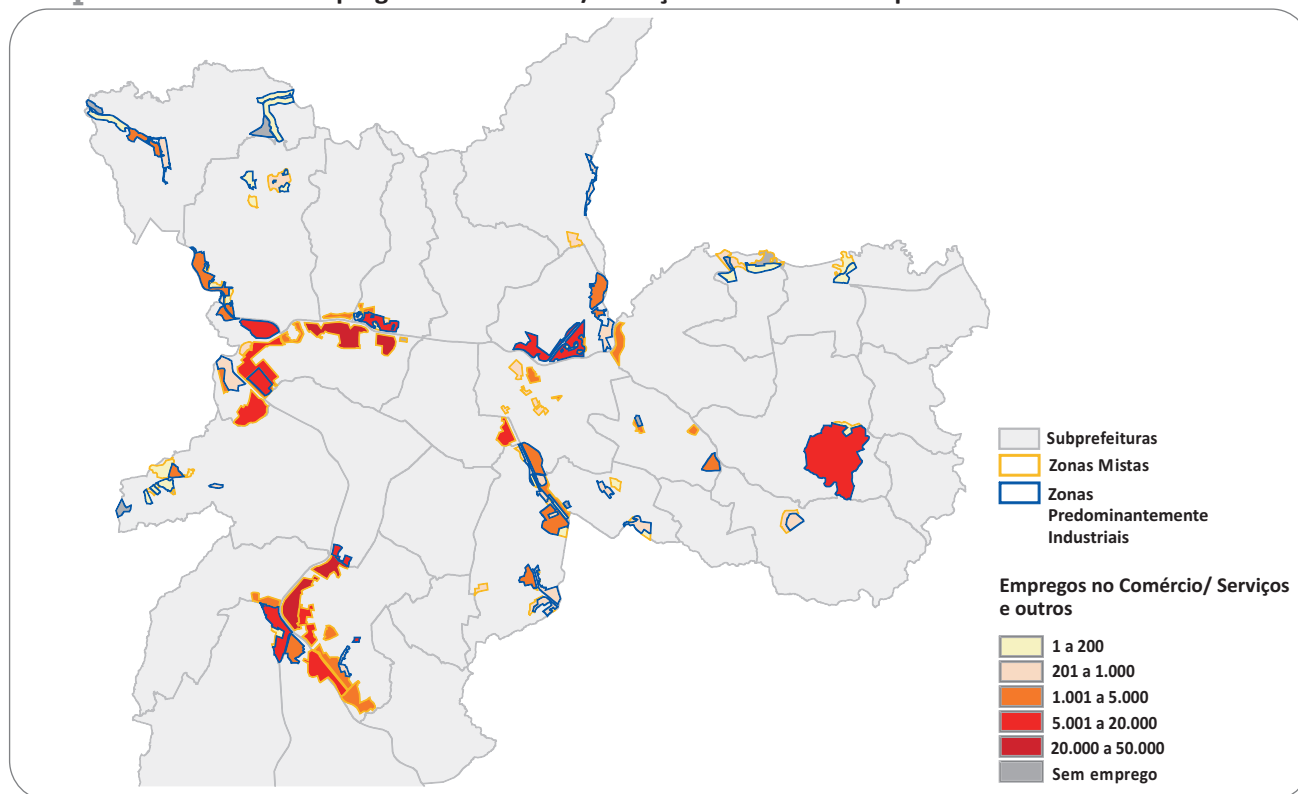 Subprefeituras
Zonas Mistas
Zonas
Predominantemente
Industriais
Empregos no Comércio/ Serviços
e outros
1 a 200
201 a 1.000
1.001 a 5.000
5.001 a 20.000
20.000 a 50.000
Sem emprego